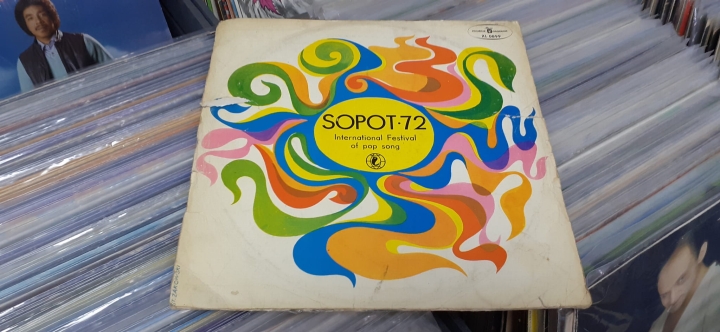 SOPOT·72
International Festival
of pop song